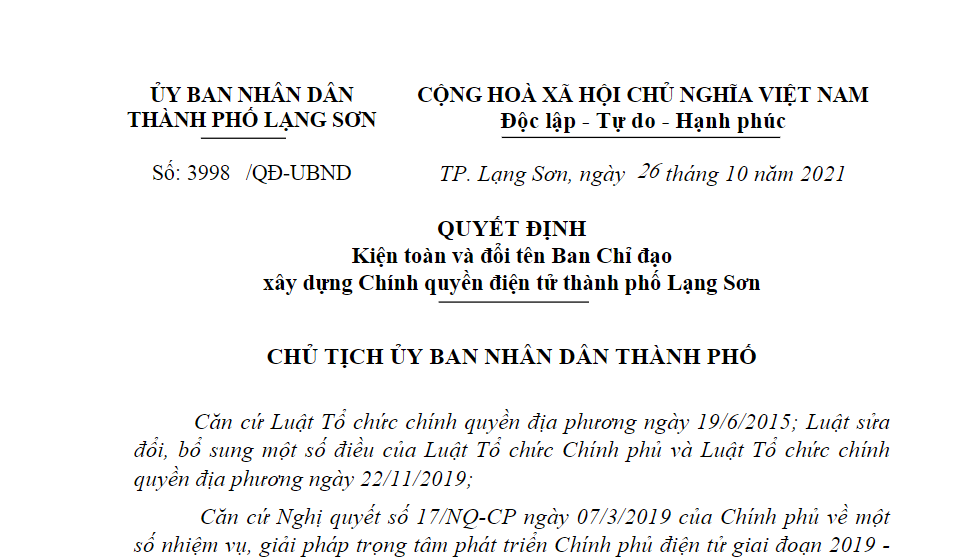 ỦY BAN NHÂN DÂN
THÀNH PHỐ LẠNG SƠN
CỘNG HOÀ XÃ HỘI CHỦ NGHĨA VIỆT NAM
Độc lập - Tự do - Hạnh phúc
Số: 3998 /QĐ-UBND
TP. Lạng Sơn, ngày 26 tháng 10 năm 2021
QUYẾT ĐỊNH
Kiện toàn và đổi tên Ban Chỉ đạo
xây dựng Chính quyền điện tử thành phố Lạng Sơn
CHỦ TỊCH ỦY BAN NHÂN DÂN THÀNH PHỐ
Căn cứ Luật Tổ chức chính quyền địa phương ngày 19/6/2015; Luật sửa
đổi, bổ sung một số điều của Luật Tổ chức Chính phủ và Luật Tổ chức chính
quyền địa phương ngày 22/11/2019;
Căn cứ Nghị quyết số 17/NQ-CP ngày 07/3/2019 của Chính phủ về một
số nhiệm vụ, giải pháp trọng tâm phát triển Chính phủ điện tử giai đoạn 2019 -